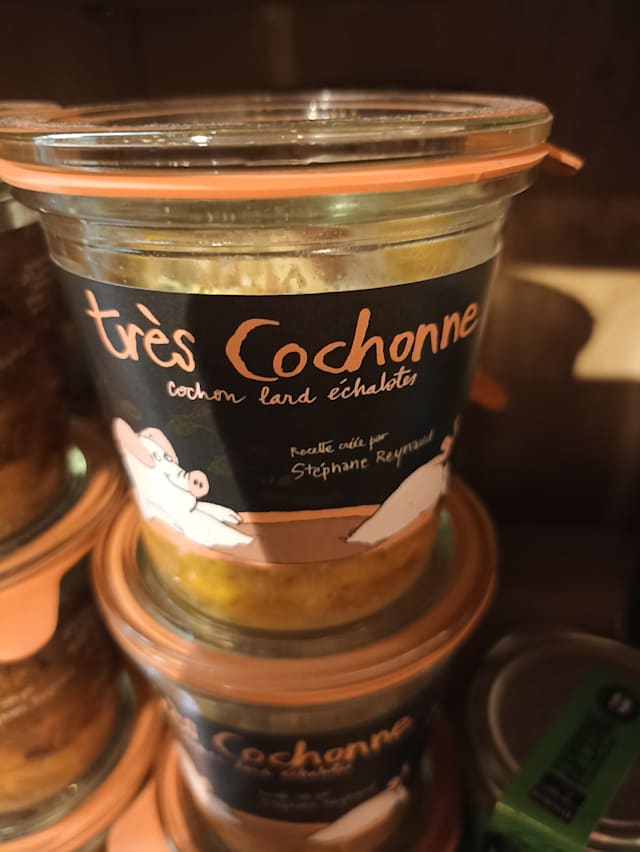 très Cochonne
cochon lard échalotes
Recette créée par
Stéphane Reynaud
Cochonne